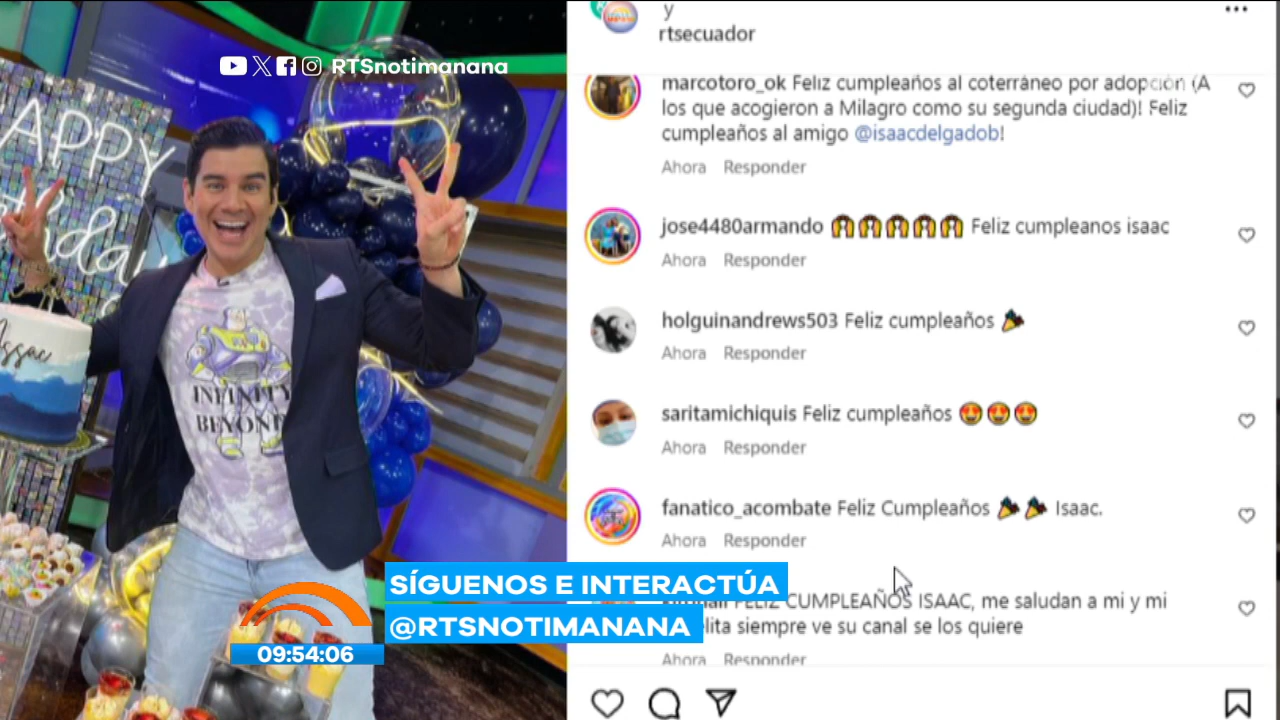 RTSnotimanana
APPY
Issac
INFINITY
BEYOND
SÍGUENOS E INTERACTÚA
@RTSNOTIMANANA
09:54:06
y
rtsecuador
marcotoro_ok Feliz cumpleaños al coterráneo por adopción (A
los que acogieron a Milagro como su segunda ciudad)! Feliz
cumpleaños al amigo @isaacdelgadob!
Ahora Responder
jose4480armando Feliz cumpleanos isaac
Ahora Responder
holguinandrews503 Feliz cumpleaños
Ahora Responder
saritamichiquis Feliz cumpleaños
Ahora Responder
fanatico_acombate Feliz Cumpleaños Isaac.
Ahora Responder
FELIZ CUMPLEAÑOS ISAAC, me saludan a mi y mi
siempre ve su canal se los quiere
Ahora Responder